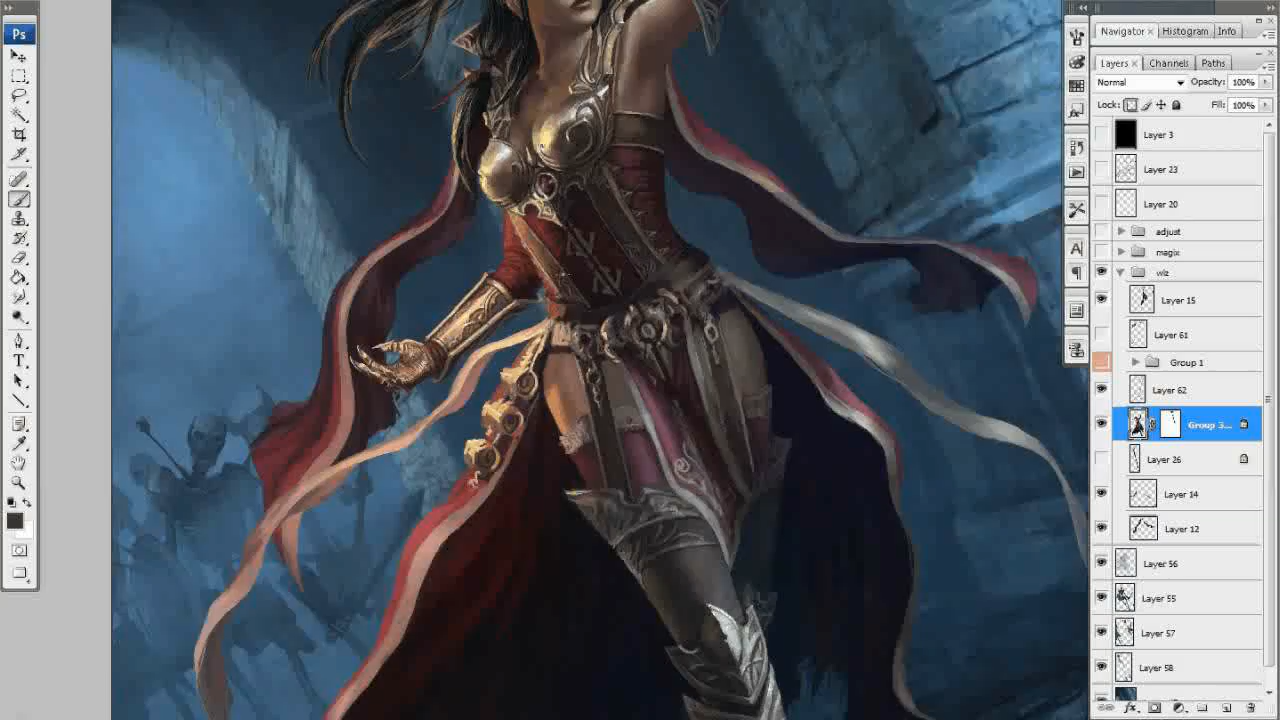 Ps
Navigator × Histogram Info
Layers × Channels Paths
Normal Opacity: 100%
Lock: Fill: 100%
Layer 3
Layer 23
Layer 20
adjust
magix
wiz
Layer 15
Layer 61
Group 1
Layer 62
Group 3...
Layer 26
Layer 14
Layer 12
Layer 56
Layer 55
Layer 57
Layer 58